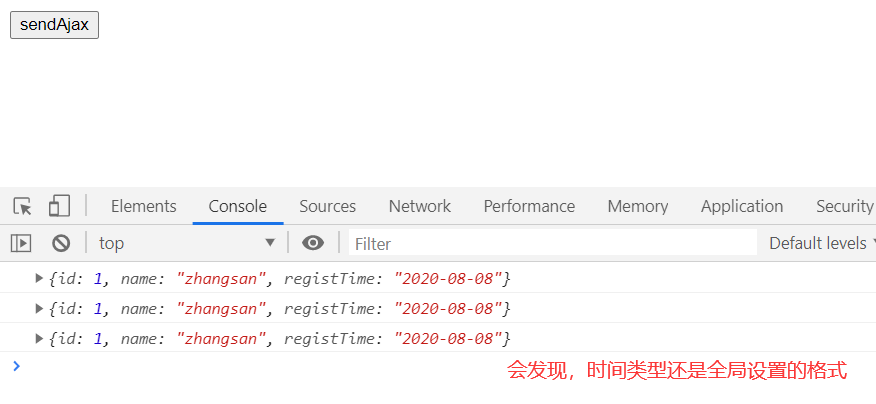 sendAjax
Elements Console Sources Network Performance Memory Application Security
top Filter Default levels
{id: 1, name: "zhangsan", registTime: "2020-08-08"}
{id: 1, name: "zhangsan", registTime: "2020-08-08"}
{id: 1, name: "zhangsan", registTime: "2020-08-08"}
会发现，时间类型还是全局设置的格式